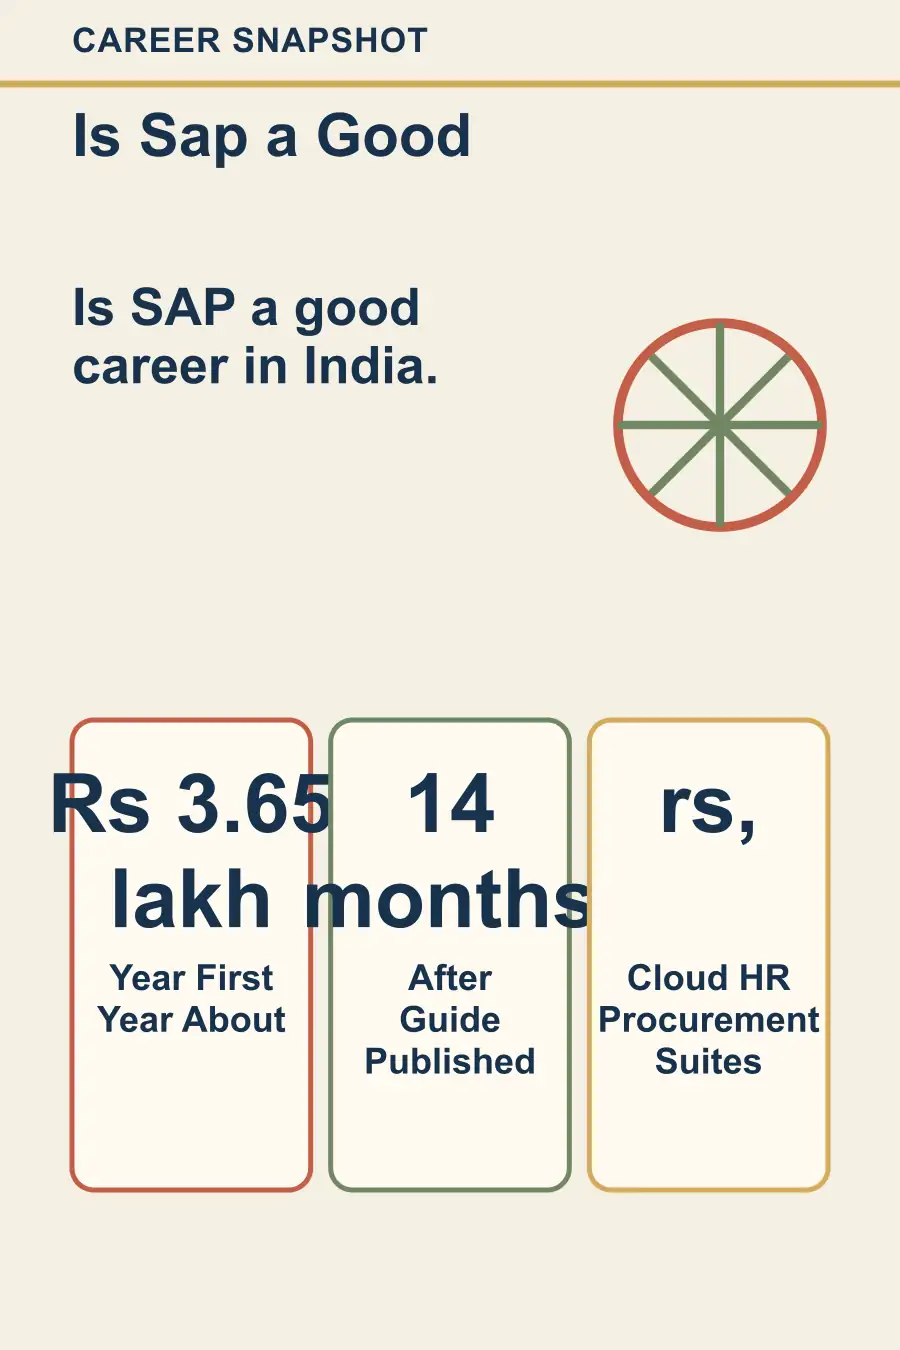 CAREER SNAPSHOT
Is Sap a Good
Is SAP a good
career in India.
Rs 3.65
lakh
Year First
Year About
14
months
After
Guide
Published
rs,
Cloud HR
Procurement
Suites